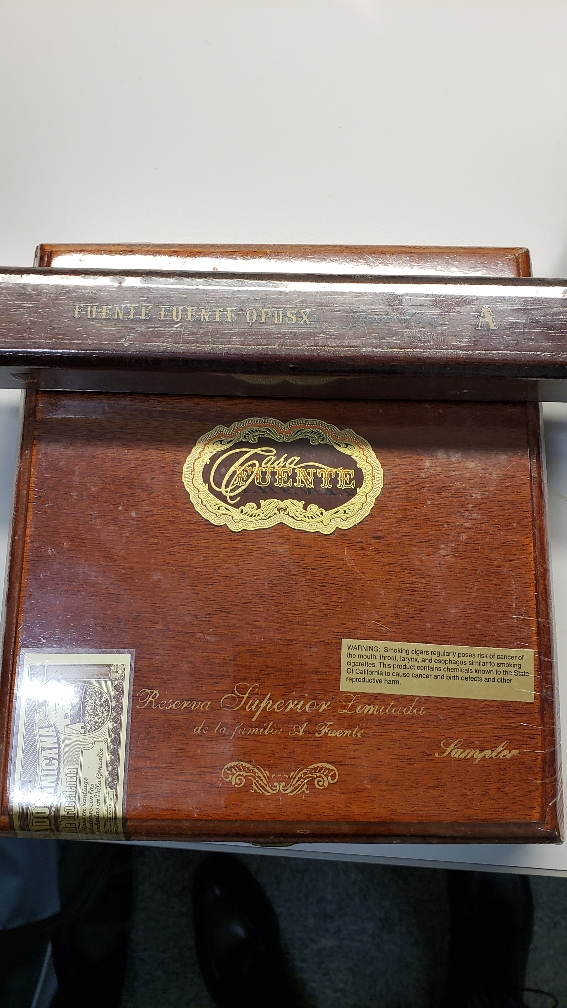 FUENTE FUENTE OPUSX
A
Casa
FUENTE
WARNING: Smoking cigars regularly poses risk of cancer of
the mouth, throat, larynx, and esophagus similar to smoking
cigarettes. This product contains chemicals known to the State
Of California to cause cancer and birth defects and other
reproductive harm.
Reserva Superior Limitada
de la familia A. Fuente
Sampler